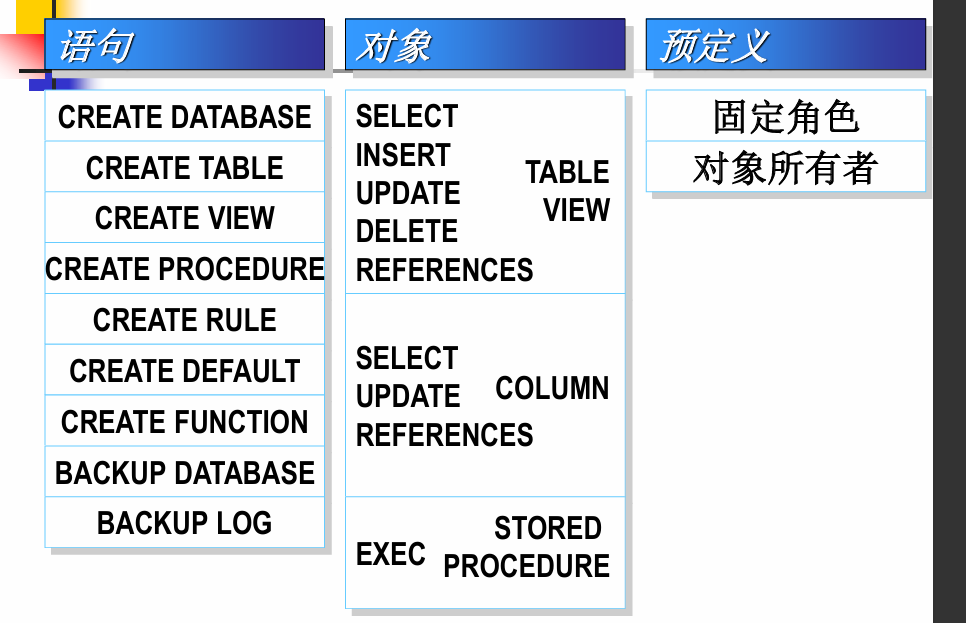 语句
CREATE DATABASE
CREATE TABLE
CREATE VIEW
CREATE PROCEDURE
CREATE RULE
CREATE DEFAULT
CREATE FUNCTION
BACKUP DATABASE
BACKUP LOG
对象
SELECT
INSERT
UPDATE
DELETE
REFERENCES
TABLE
VIEW
SELECT
UPDATE
REFERENCES
COLUMN
EXEC
STORED
PROCEDURE
预定义
固定角色
对象所有者